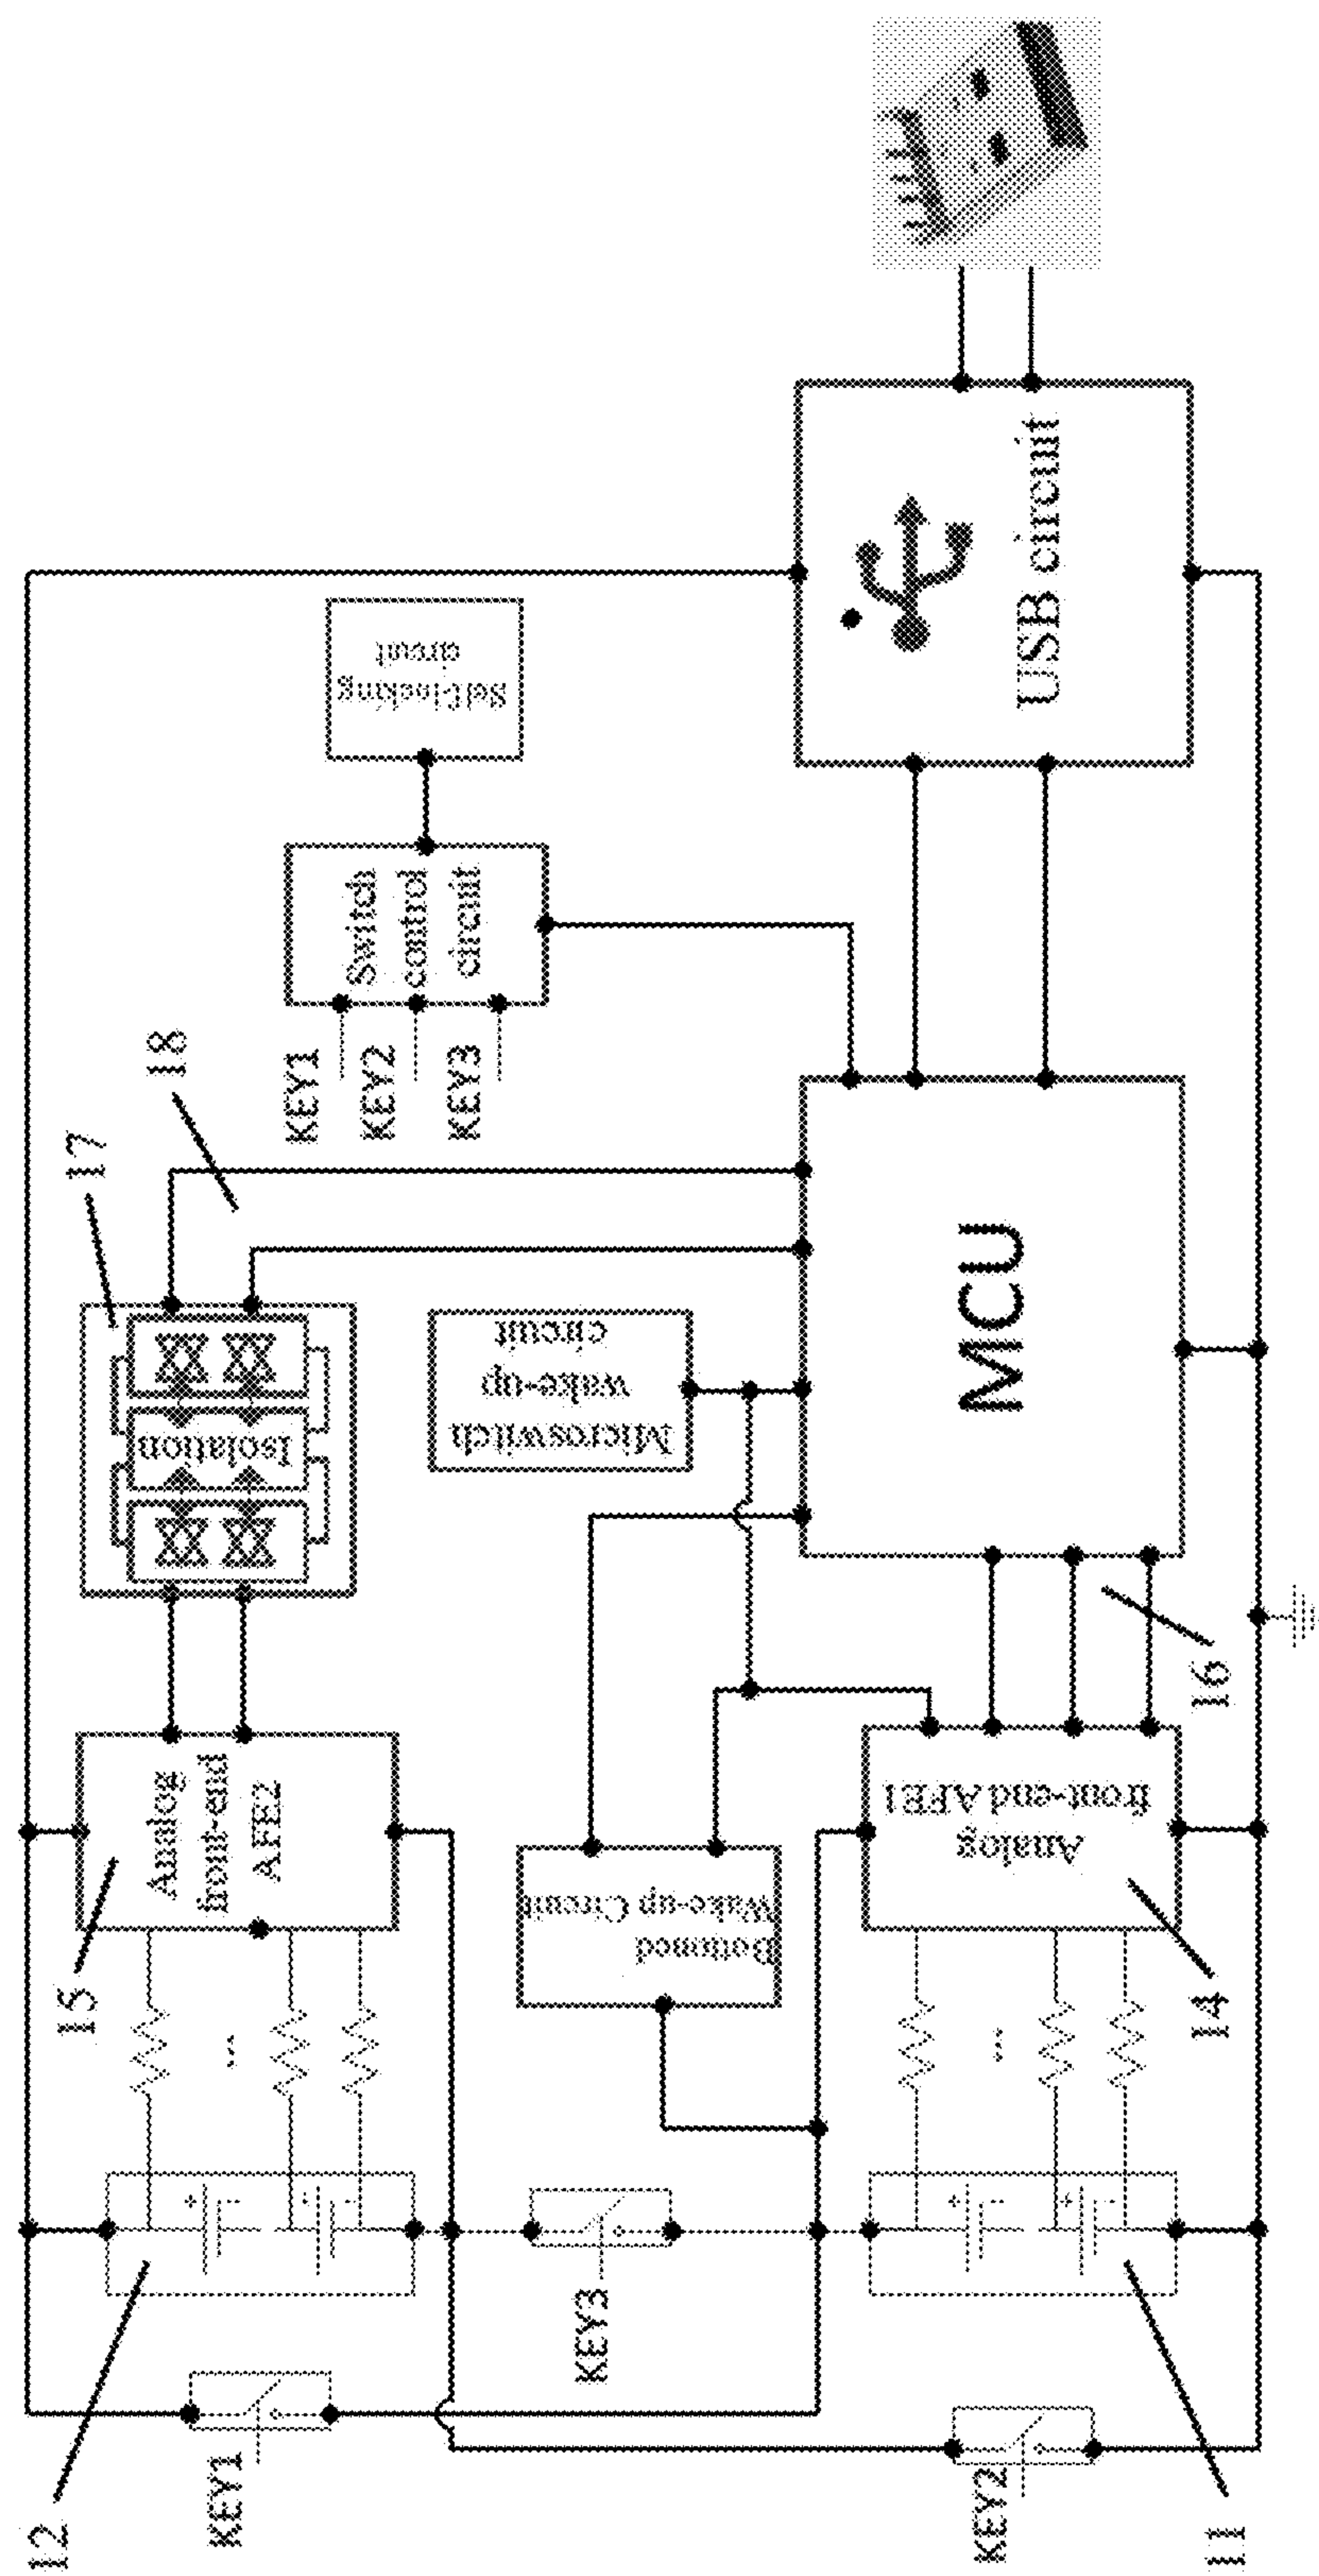 12
KEY1
15
Analog
front-end
AFE2
17
Isolation
18
KEY1
KEY2
KEY3
Switch
control
circuit
Self-locking
circuit
KEY3
Wake-up Circuit
Microswitch
wake-up
circuit
MCU
USB circuit
KEY2
11
14
Analog
front-end AFE1
16